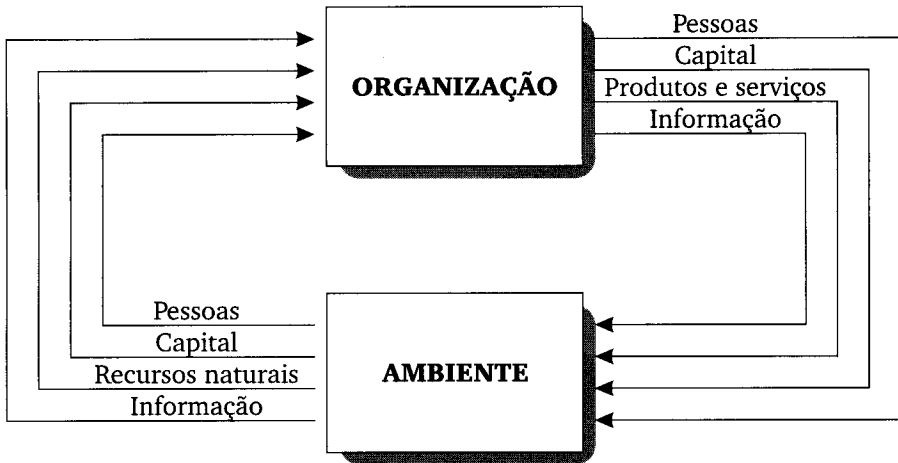 Pessoas
Capital
ORGANIZAÇÃO
Produtos e serviços
Informação
Pessoas
Capital
AMBIENTE
Recursos naturais
Informação